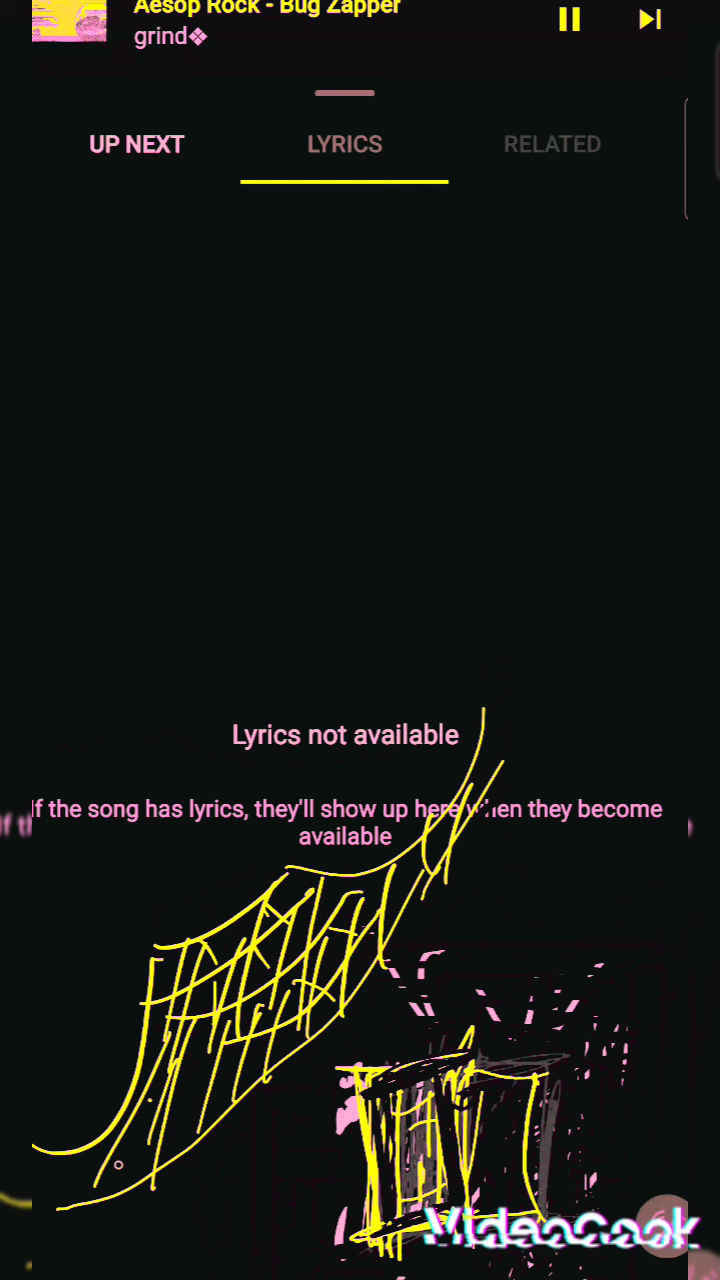 Aesop Rock - Bug Zapper
grind❖
UP NEXT
LYRICS
RELATED
Lyrics not available
If the song has lyrics, they'll show up here when they become
available
VideoCook